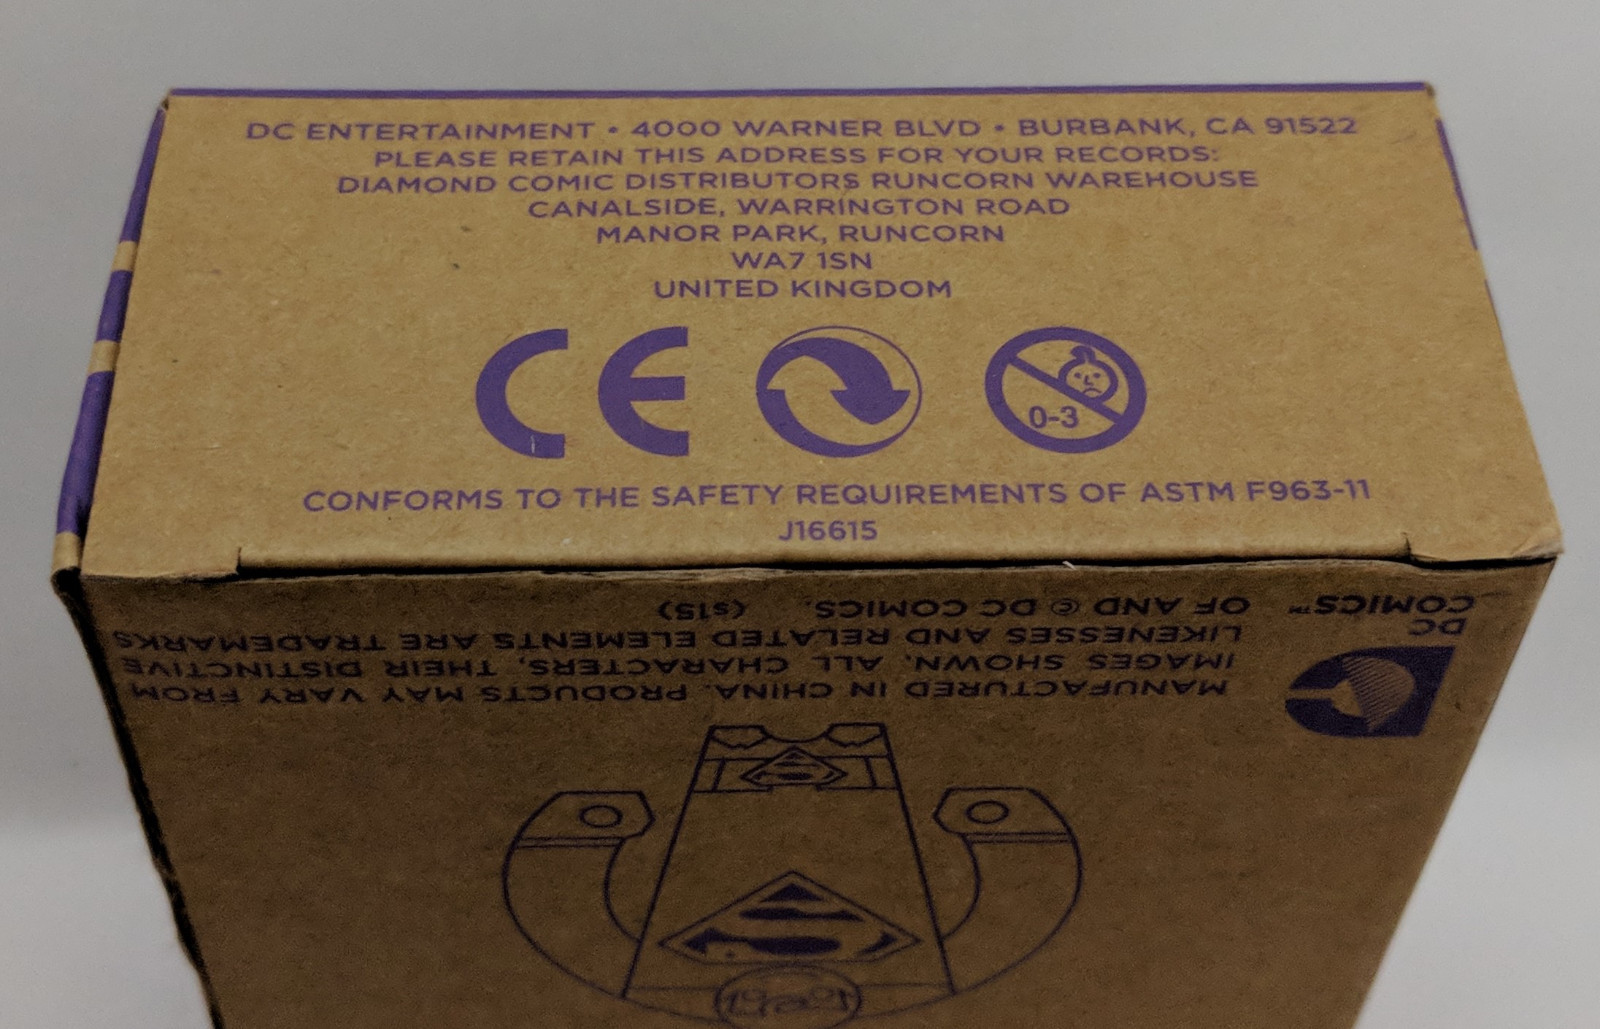 DC ENTERTAINMENT • 4000 WARNER BLVD • BURBANK, CA 91522
PLEASE RETAIN THIS ADDRESS FOR YOUR RECORDS:
DIAMOND COMIC DISTRIBUTORS RUNCORN WAREHOUSE
CANALSIDE, WARRINGTON ROAD
MANOR PARK, RUNCORN
WA7 1SN
UNITED KINGDOM
CE
0-3
CONFORMS TO THE SAFETY REQUIREMENTS OF ASTM F963-11
J16615
MANUFACTURED IN CHINA. PRODUCTS MAY VARY FROM
IMAGES SHOWN. ALL CHARACTERS, THEIR DISTINCTIVE
LIKENESSES AND RELATED ELEMENTS ARE TRADEMARKS
OF AND © DC COMICS. (s15)
DC
COMICS™